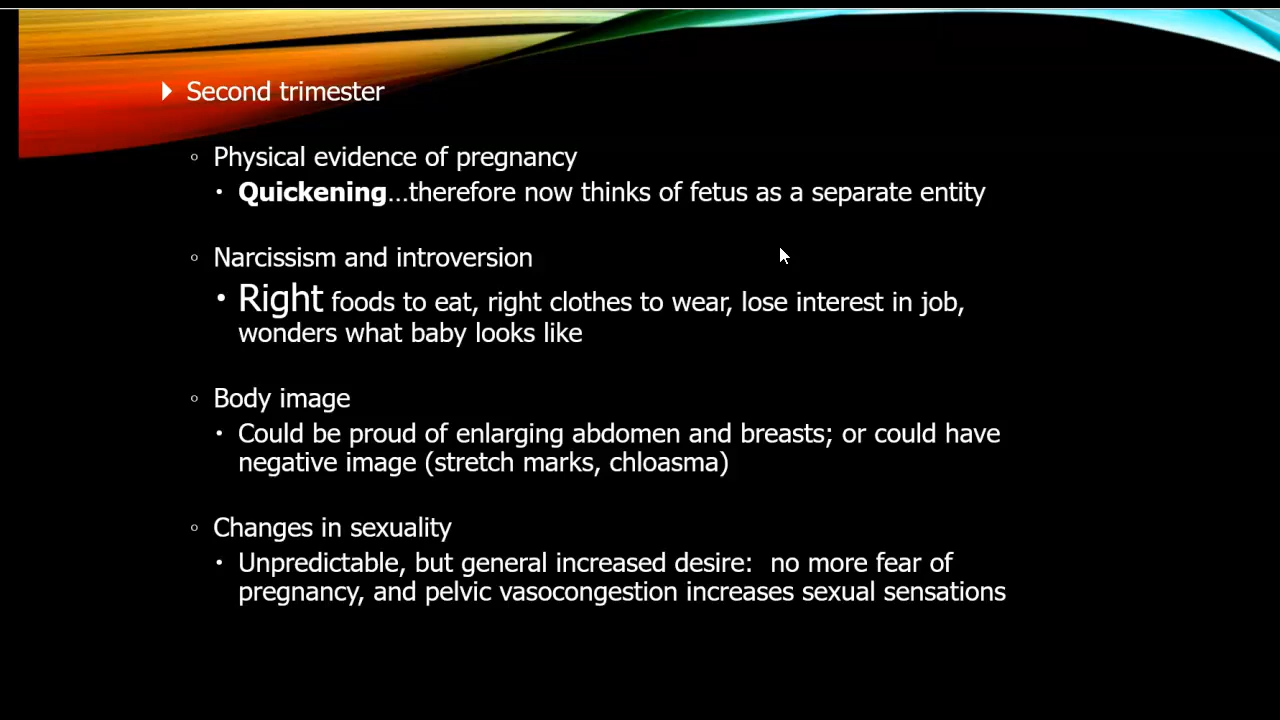 Second trimester
Physical evidence of pregnancy
Quickening…therefore now thinks of fetus as a separate entity
Narcissism and introversion
Right foods to eat, right clothes to wear, lose interest in job,
wonders what baby looks like
Body image
Could be proud of enlarging abdomen and breasts; or could have
negative image (stretch marks, chloasma)
Changes in sexuality
Unpredictable, but general increased desire:  no more fear of
pregnancy, and pelvic vasocongestion increases sexual sensations